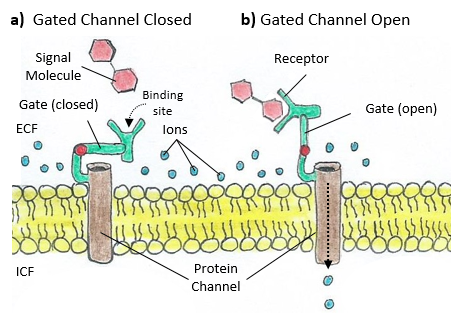 a) Gated Channel Closed
b) Gated Channel Open
Signal
Molecule
Receptor
Binding
site
Gate (closed)
Gate (open)
ECF
Ions
ICF
Protein
Channel